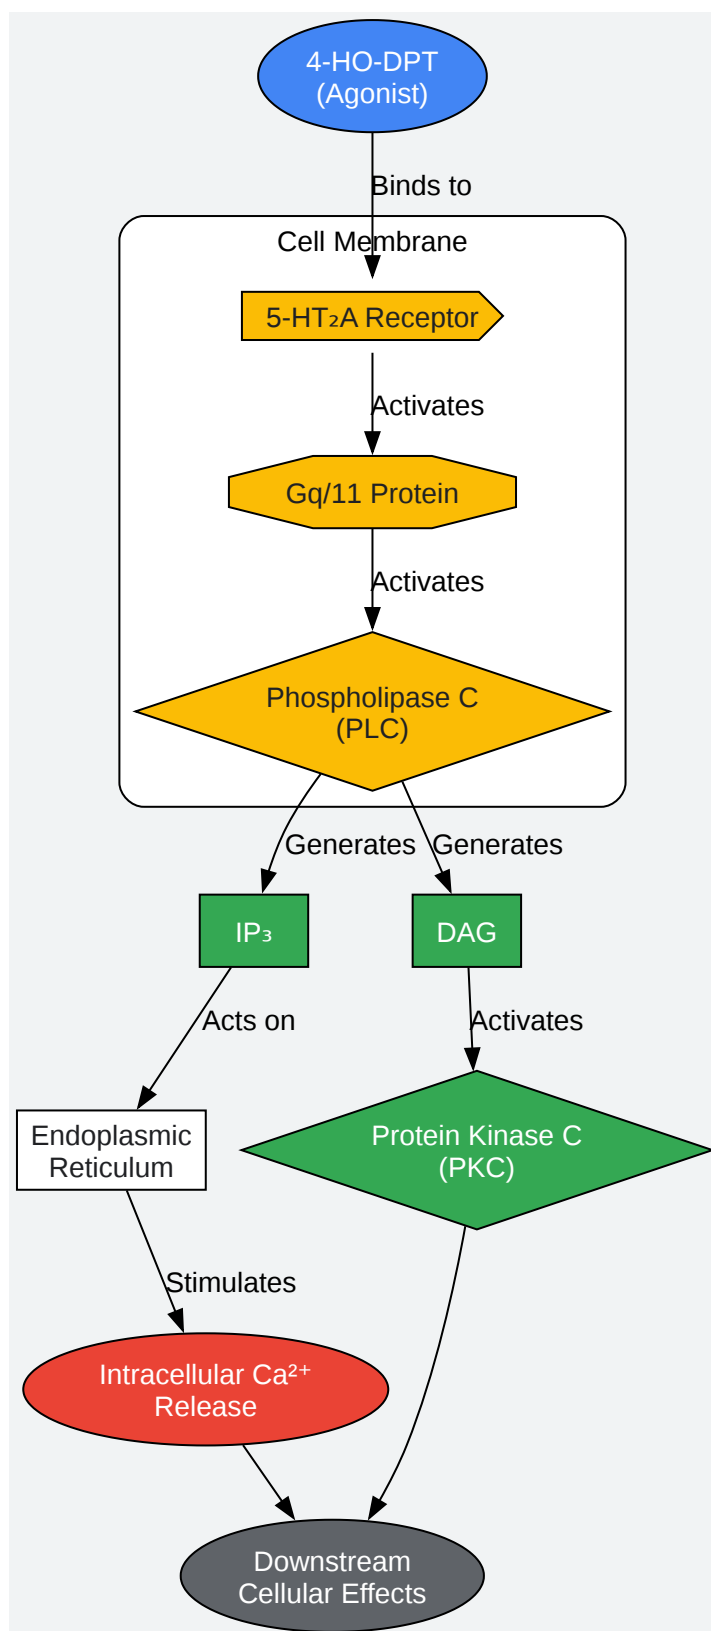 4-HO-DPT
(Agonist)
Binds to
Cell Membrane
5-HT₂A Receptor
Activates
Gq/11 Protein
Activates
Phospholipase C
(PLC)
Generates
Generates
IP₃
DAG
Acts on
Activates
Endoplasmic
Reticulum
Protein Kinase C
(PKC)
Stimulates
Intracellular Ca²⁺
Release
Downstream
Cellular Effects